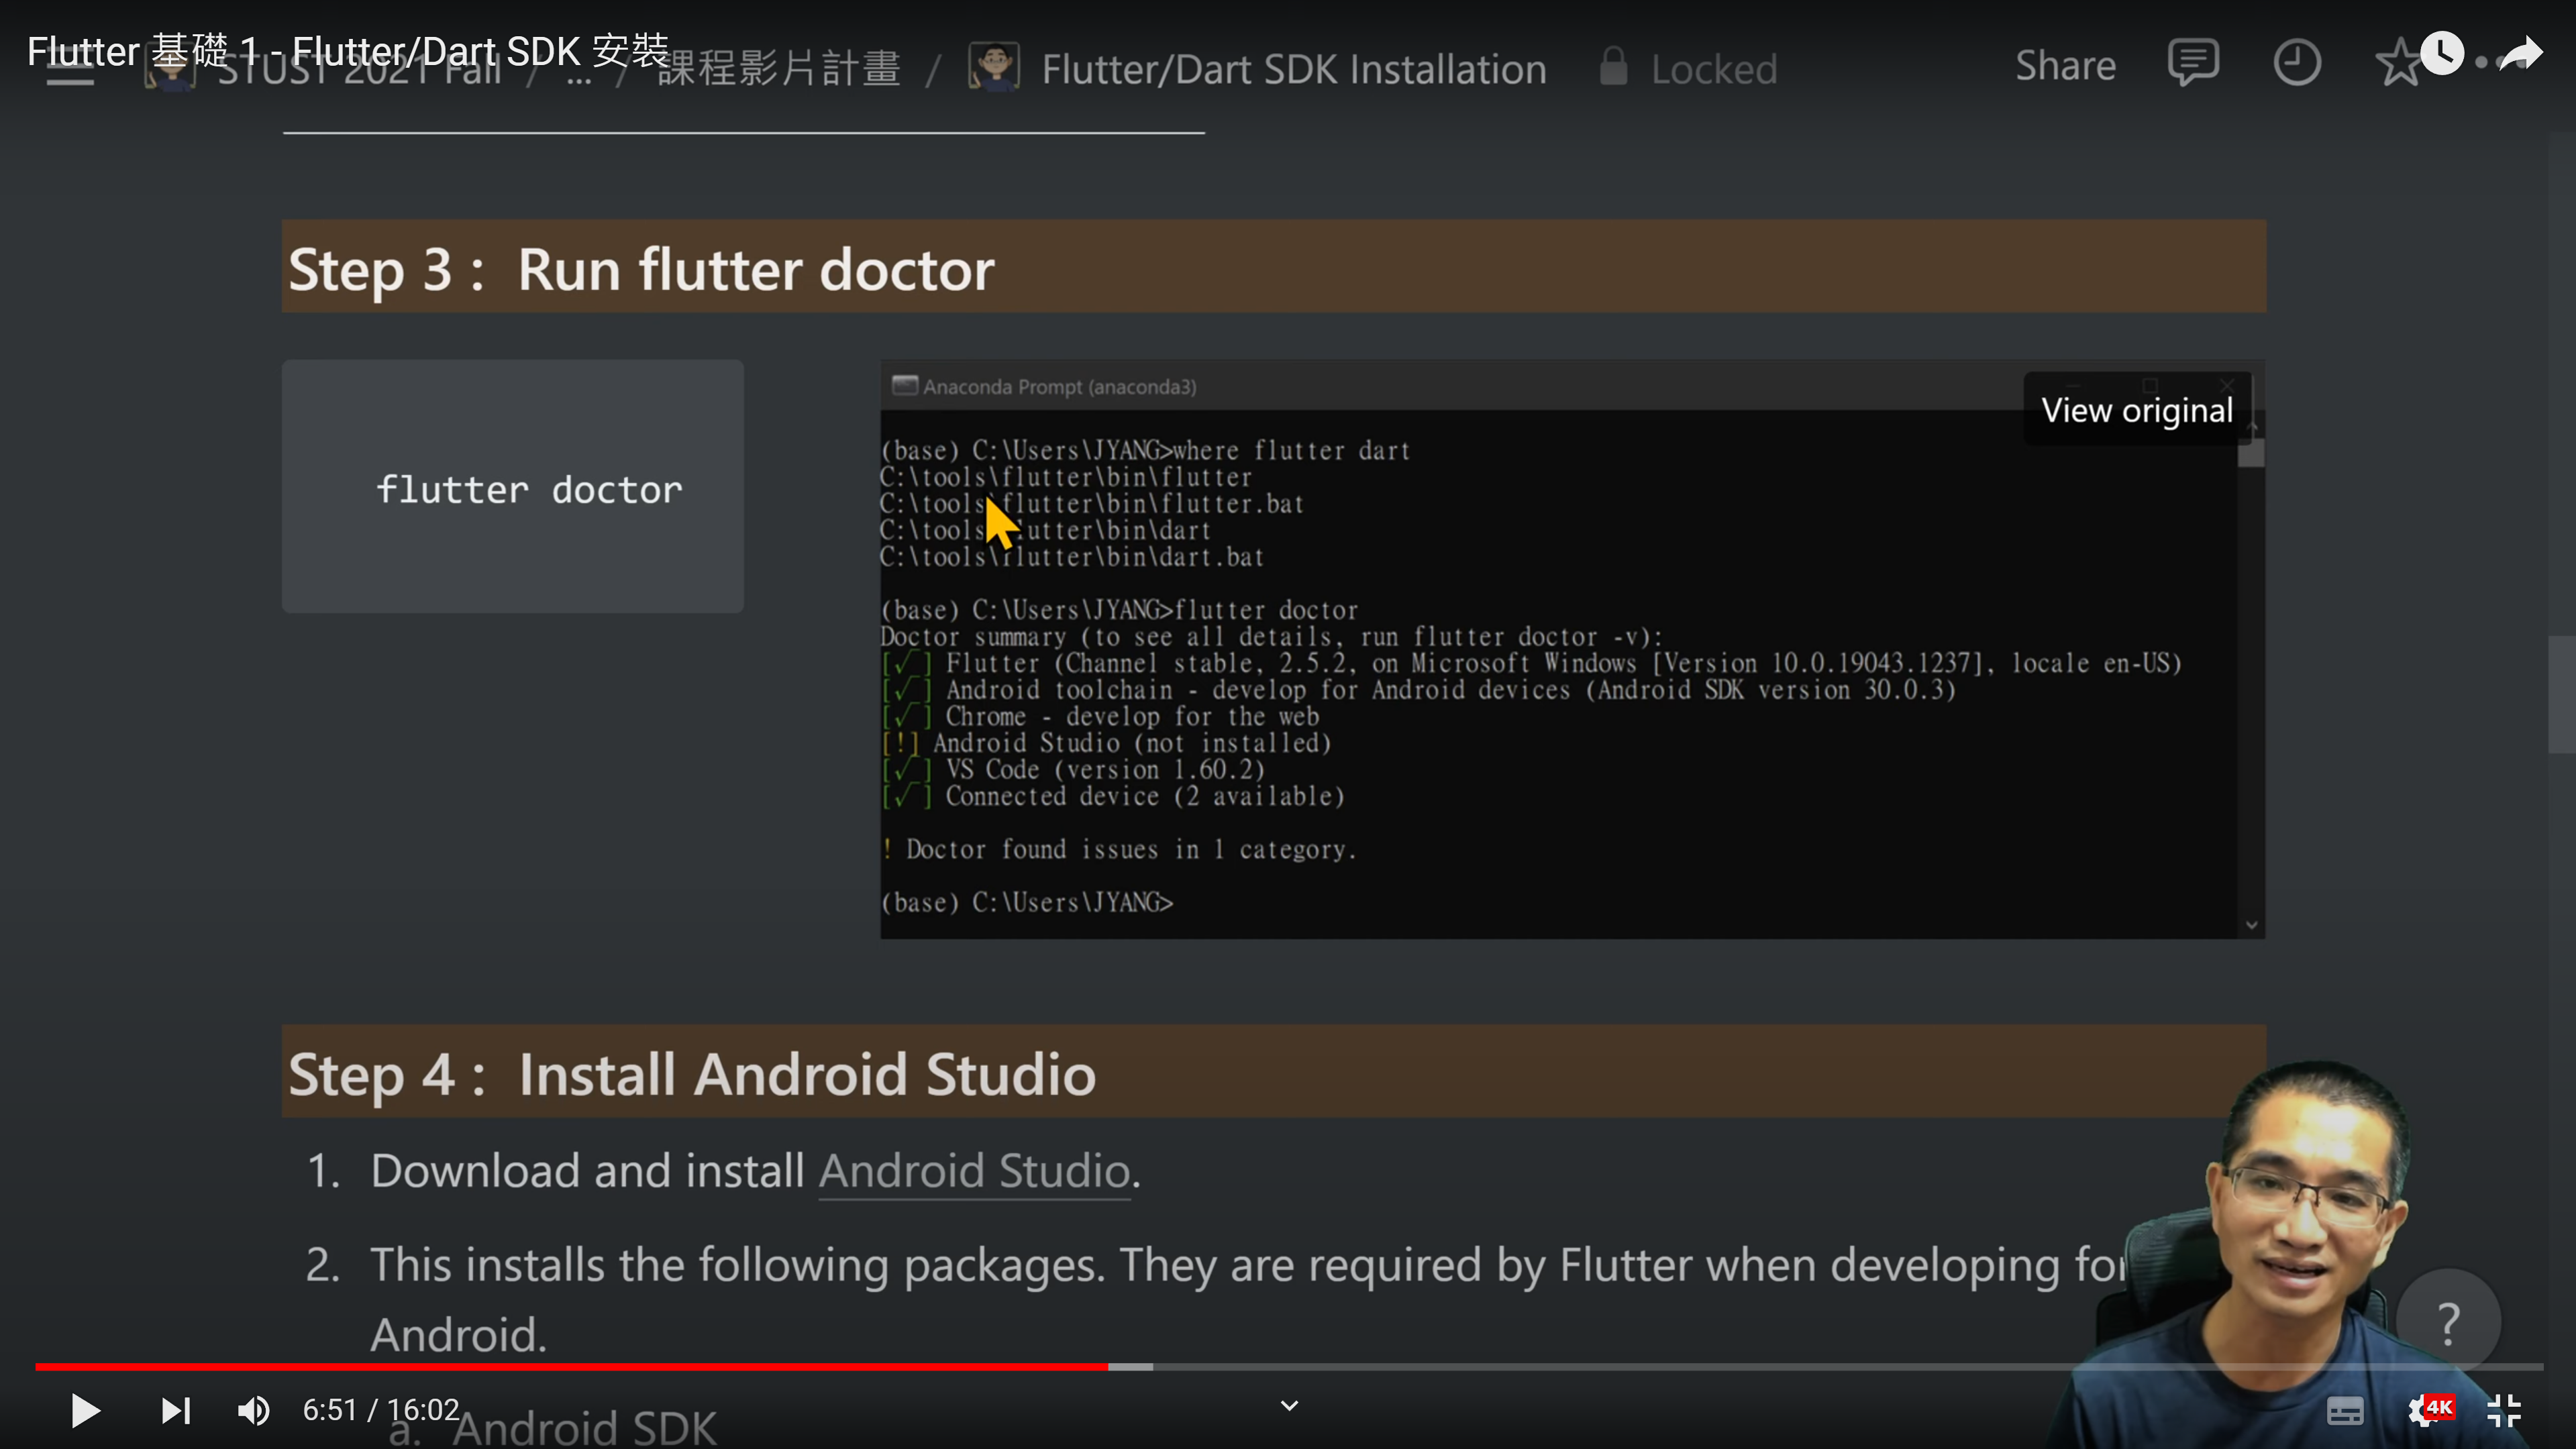 Flutter 基礎 1 - Flutter/Dart SDK 安裝
STUST 2021 Fall / ... / 課程影片計畫 / Flutter/Dart SDK Installation Locked Share
Step 3 : Run flutter doctor
flutter doctor
Anaconda Prompt (anaconda3)
View original
(base) C:\Users\JYANG>where flutter dart
C:\tools\flutter\bin\flutter
C:\tools\flutter\bin\flutter.bat
C:\tools\flutter\bin\dart
C:\tools\flutter\bin\dart.bat
(base) C:\Users\JYANG>flutter doctor
Doctor summary (to see all details, run flutter doctor -v):
[√] Flutter (Channel stable, 2.5.2, on Microsoft Windows [Version 10.0.19043.1237], locale en-US)
[√] Android toolchain - develop for Android devices (Android SDK version 30.0.3)
[√] Chrome - develop for the web
[!] Android Studio (not installed)
[√] VS Code (version 1.60.2)
[√] Connected device (2 available)
! Doctor found issues in 1 category.
(base) C:\Users\JYANG>
Step 4 : Install Android Studio
1. Download and install Android Studio.
2. This installs the following packages. They are required by Flutter when developing for
Android.
?
6:51 / 16:02
4K
a. Android SDK